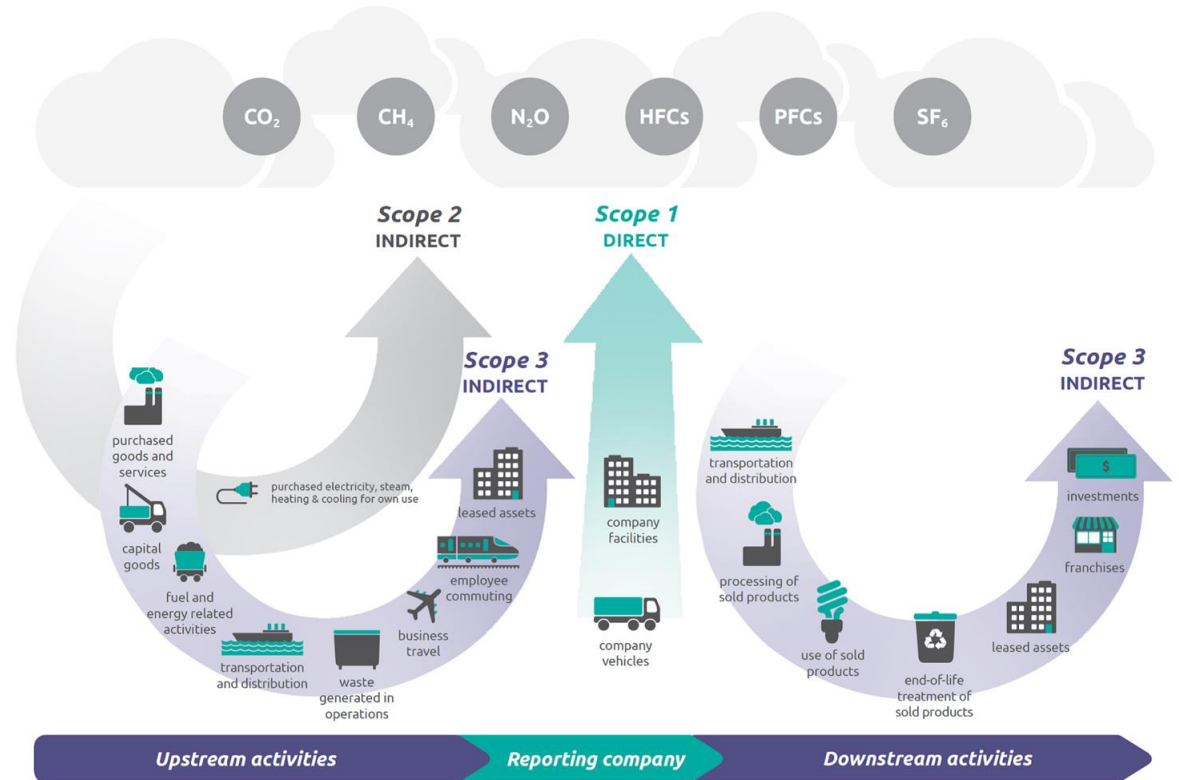 CO₂
CH₄
N₂O
HFCs
PFCs
SF₆
Scope 2
INDIRECT
Scope 1
DIRECT
Scope 3
INDIRECT
Scope 3
INDIRECT
purchased
goods and
services
capital
goods
fuel and
energy related
activities
purchased electricity, steam,
heating & cooling for own use
transportation
and distribution
waste
generated in
operations
business
travel
employee
commuting
leased assets
company
facilities
company
vehicles
transportation
and distribution
processing of
sold products
use of sold
products
end-of-life
treatment of
sold products
leased assets
franchises
$
investments
Upstream activities
Reporting company
Downstream activities